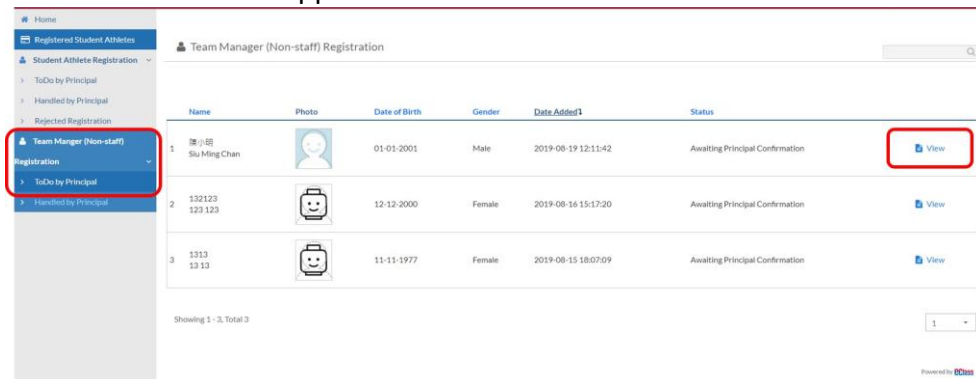 Home
Registered Student Athletes
Student Athlete Registration
ToDo by Principal
Handled by Principal
Rejected Registration
Team Manger (Non-staff)
Registration
ToDo by Principal
Handled by Principal
Team Manager (Non-staff) Registration
Name Photo Date of Birth Gender Date Added Status
1 陳小明
Siu Ming Chan 01-01-2001 Male 2019-08-19 12:11:42 Awaiting Principal Confirmation View
2 132123
123 123 12-12-2000 Female 2019-08-16 15:17:20 Awaiting Principal Confirmation View
3 1313
13 13 11-11-1977 Female 2019-08-15 18:07:09 Awaiting Principal Confirmation View
Showing 1 - 3, Total 3
1
Powered by eClass